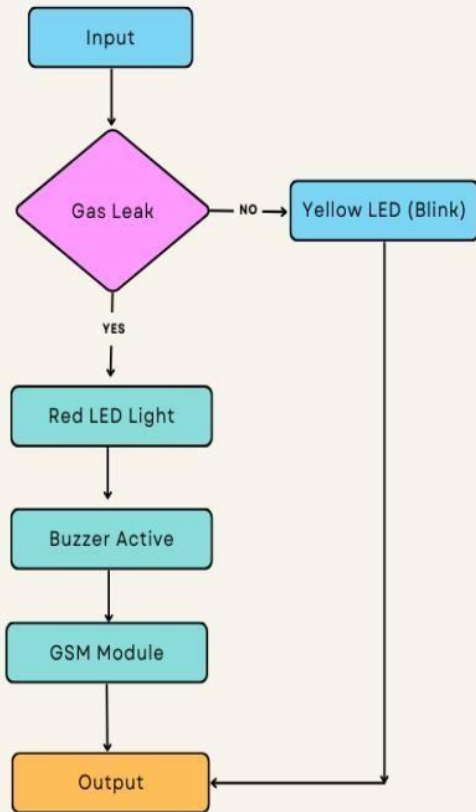 Input
Gas Leak
NO
Yellow LED (Blink)
YES
Red LED Light
Buzzer Active
GSM Module
Output